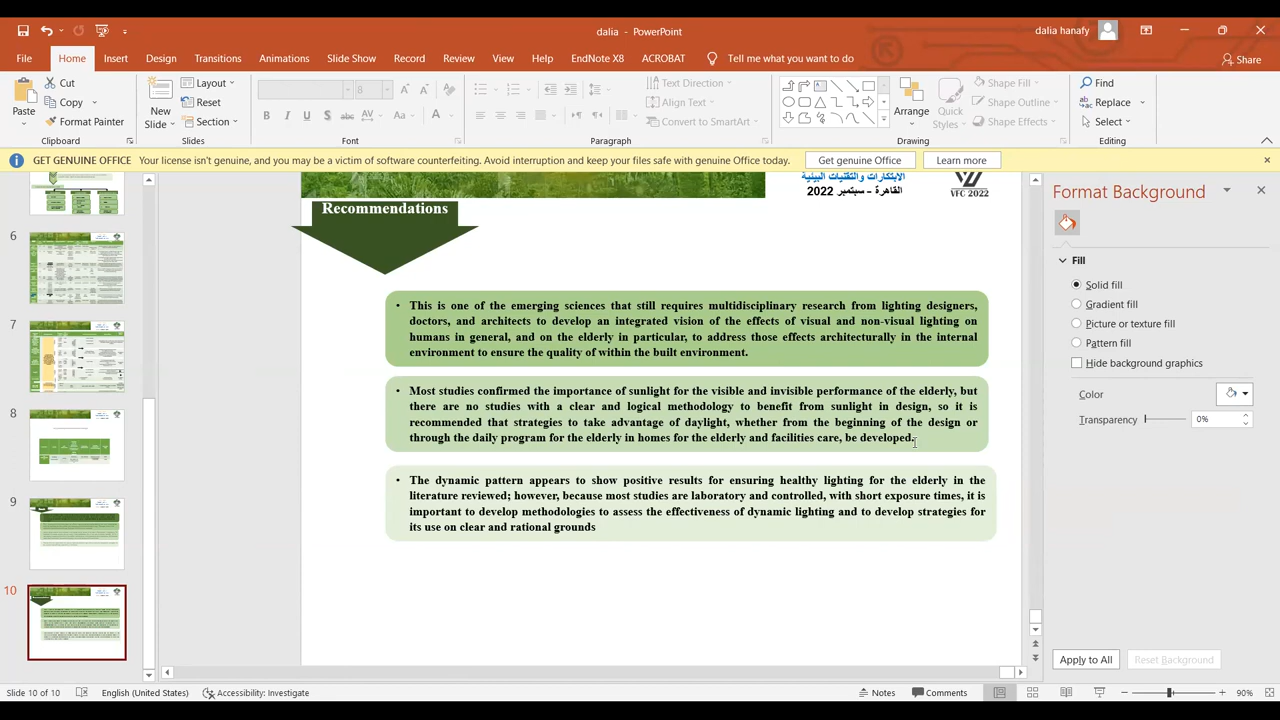 dalia - PowerPoint
dalia hanafy
File Home Insert Design Transitions Animations Slide Show Record Review View Help EndNote X8 ACROBAT Tell me what you want to do
Share
Paste
Cut
Copy
Format Painter
Clipboard
New Slide
Layout
Reset
Section
Slides
8
B I U S abc AV Aa A
Font
Text Direction
Align Text
Convert to SmartArt
Paragraph
Arrange
Quick Styles
Shape Fill
Shape Outline
Shape Effects
Drawing
Find
Replace
Select
Editing
GET GENUINE OFFICE Your license isn't genuine, and you may be a victim of software counterfeiting. Avoid interruption and keep your files safe with genuine Office today. Get genuine Office Learn more
6
7
8
9
10
الابتكارات والتقنيات البيئية
القاهرة – سبتمبر 2022
VFC 2022
Recommendations
• This is one of the emerging sciences that still requires multidisciplinary research from lighting designers,
doctors, and architects to develop an integrated vision of the effects of visual and non-visual lighting on
humans in general, and on the elderly in particular, to address those effects architecturally in the internal
environment to ensure the quality of within the built environment.
• Most studies confirmed the importance of sunlight for the visible and invisible performance of the elderly, but
there are no studies with a clear and logical methodology to benefit from sunlight in design, so it is
recommended that strategies to take advantage of daylight, whether from the beginning of the design or
through the daily program for the elderly in homes for the elderly and facilities care, be developed.
• The dynamic pattern appears to show positive results for ensuring healthy lighting for the elderly in the
literature reviewed; however, because most studies are laboratory and controlled, with short exposure times, it is
important to develop methodologies to assess the effectiveness of dynamic lighting and to develop strategies for
its use on clear and rational grounds
Format Background
Fill
Solid fill
Gradient fill
Picture or texture fill
Pattern fill
Hide background graphics
Color
Transparency 0%
Apply to All Reset Background
Slide 10 of 10 English (United States) Accessibility: Investigate Notes Comments 90%